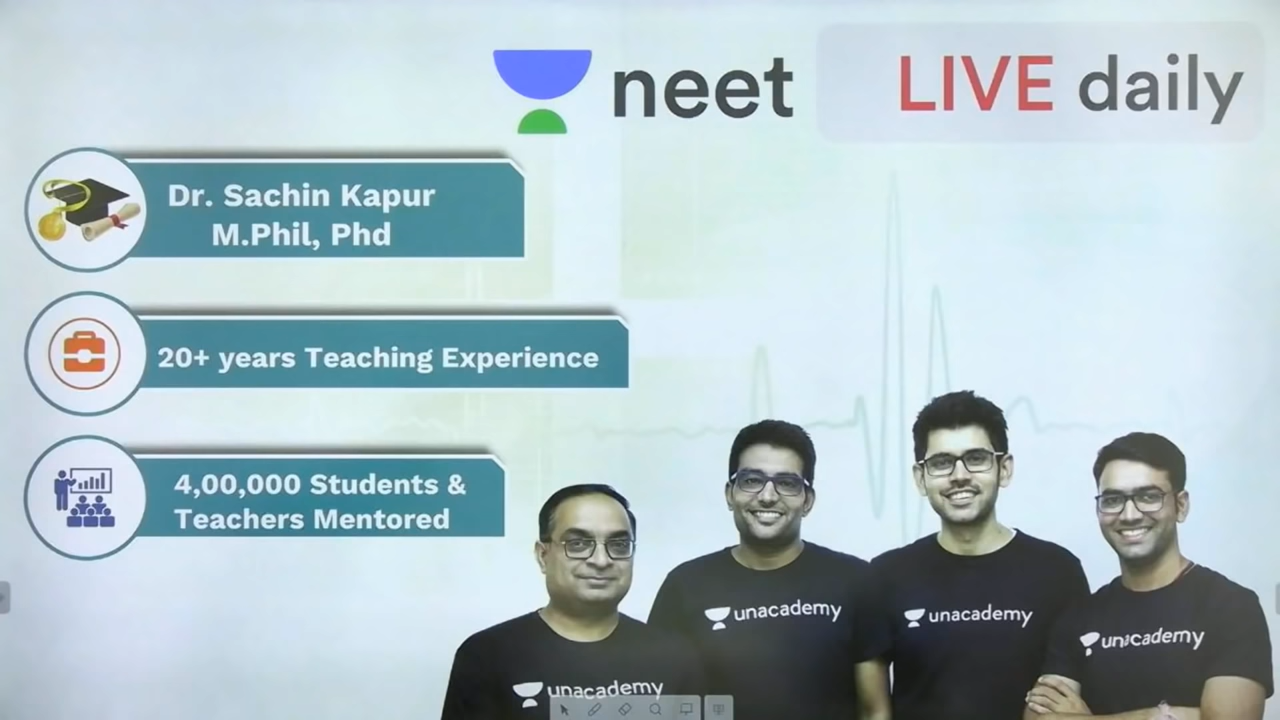 neet
LIVE daily
Dr. Sachin Kapur
M.Phil, Phd
20+ years Teaching Experience
4,00,000 Students &
Teachers Mentored
unacademy
unacademy
unacademy
unacademy